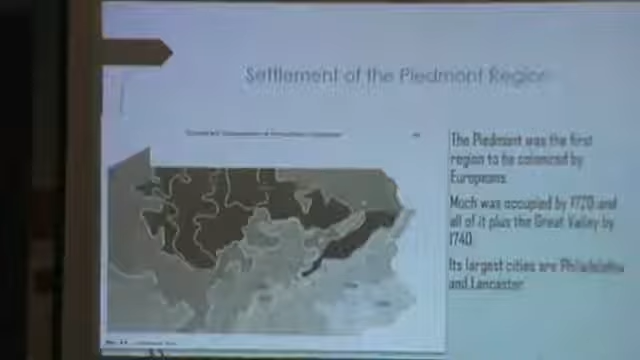 Settlement of the Piedmont Region
The Piedmont was the first
region to be colonized by
Europeans.
Much was occupied by 1720 and
all of it plus the Great Valley by
1740.
Its largest cities are Philadelphia
and Lancaster